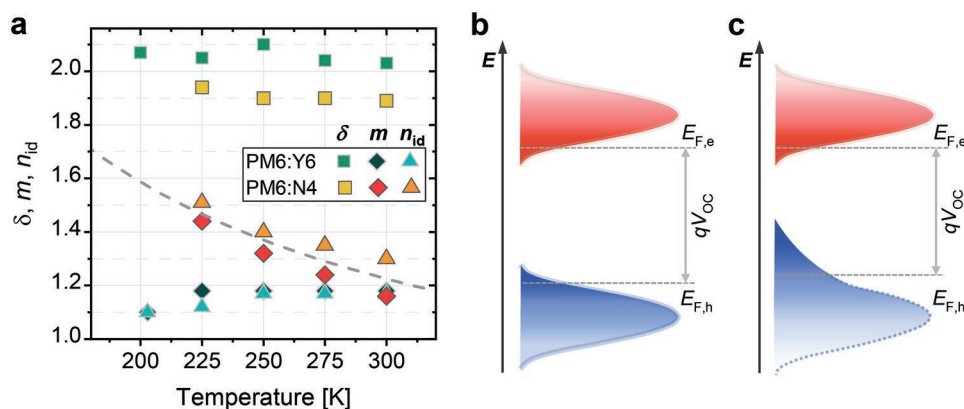 a
δ, m, n_id
2.0
1.8
1.6
1.4
1.2
1.0
δ m n_id
PM6:Y6
PM6:N4
200 225 250 275 300
Temperature [K]
b
E
E_F,e
qV_OC
E_F,h
c
E
E_F,e
qV_OC
E_F,h